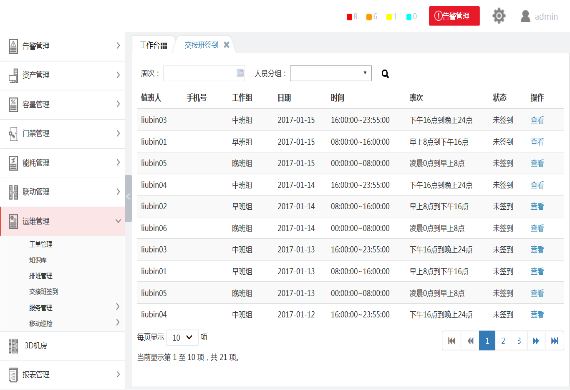 8 6 1 0 告警管理 admin
告警管理
资产管理
容量管理
门禁管理
能耗管理
联动管理
运维管理
工单管理
知识库
排班管理
交接班签到
服务管理
移动巡检
3D机房
报表管理
工作台面 交接班签到
班次： 人员分组：
值班人 手机号 工作组 日期 时间 班次 状态 操作
liubin03 中班组 2017-01-15 16:00:00~23:55:00 下午16点到晚上24点 未签到 查看
liubin01 早班组 2017-01-15 08:00:00~16:00:00 早上8点到下午16点 未签到 查看
liubin05 晚班组 2017-01-15 00:00:00~08:00:00 凌晨0点到早上8点 未签到 查看
liubin04 中班组 2017-01-14 16:00:00~23:55:00 下午16点到晚上24点 未签到 查看
liubin02 早班组 2017-01-14 08:00:00~16:00:00 早上8点到下午16点 未签到 查看
liubin06 晚班组 2017-01-14 00:00:00~08:00:00 凌晨0点到早上8点 未签到 查看
liubin03 中班组 2017-01-13 16:00:00~23:55:00 下午16点到晚上24点 未签到 查看
liubin01 早班组 2017-01-13 08:00:00~16:00:00 早上8点到下午16点 未签到 查看
liubin05 晚班组 2017-01-13 00:00:00~08:00:00 凌晨0点到早上8点 未签到 查看
liubin04 中班组 2017-01-12 16:00:00~23:55:00 下午16点到晚上24点 未签到 查看
每页显示 10 项 1 2 3
当前显示第 1 至 10 项，共 21 项。